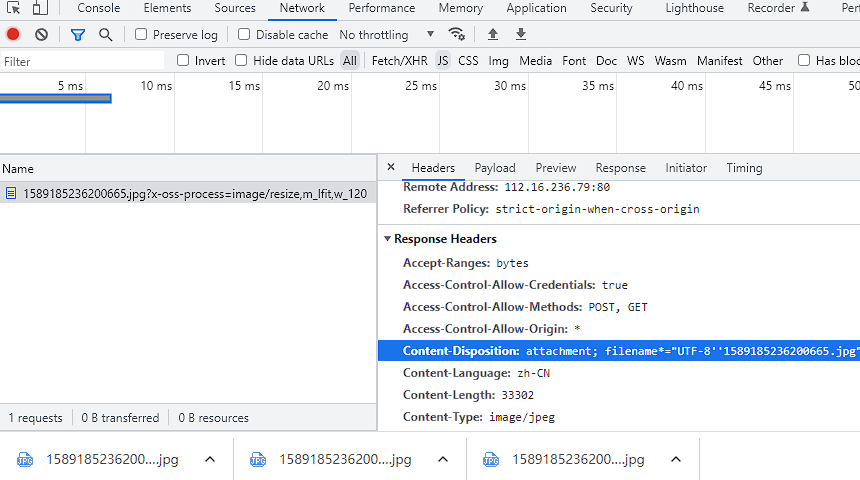 Console Elements Sources Network Performance Memory Application Security Lighthouse Recorder
Preserve log Disable cache No throttling
Filter Invert Hide data URLs All Fetch/XHR JS CSS Img Media Font Doc WS Wasm Manifest Other
5 ms 10 ms 15 ms 20 ms 25 ms 30 ms 35 ms 40 ms 45 ms
Name
1589185236200665.jpg?x-oss-process=image/resize,m_lfit,w_120
× Headers Payload Preview Response Initiator Timing
Remote Address: 112.16.236.79:80
Referrer Policy: strict-origin-when-cross-origin
Response Headers
Accept-Ranges: bytes
Access-Control-Allow-Credentials: true
Access-Control-Allow-Methods: POST, GET
Access-Control-Allow-Origin: *
Content-Disposition: attachment; filename*="UTF-8''1589185236200665.jpg"
Content-Language: zh-CN
Content-Length: 33302
Content-Type: image/jpeg
1 requests 0 B transferred 0 B resources
JPG 1589185236200....jpg JPG 1589185236200....jpg JPG 1589185236200....jpg